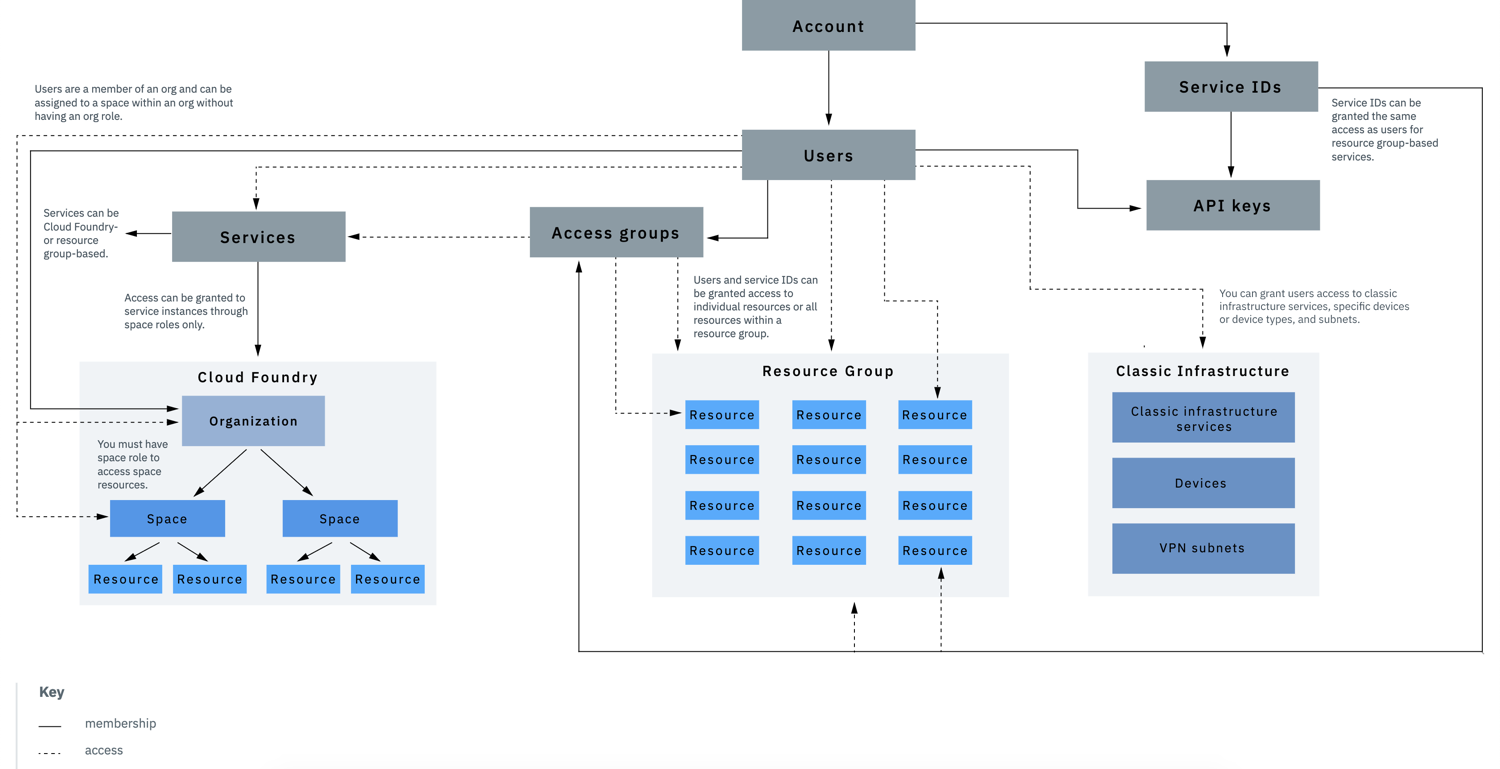 Account
Service IDs
Users are a member of an org and can be
assigned to a space within an org without
having an org role.
Service IDs can be
granted the same
access as users for
resource group-based
services.
Users
API keys
Services can be
Cloud Foundry-
or resource
group-based.
Services
Access groups
Access can be granted to
service instances through
space roles only.
Users and service IDs can
be granted access to
individual resources or all
resources within a
resource group.
You can grant users access to classic
infrastructure services, specific devices
or device types, and subnets.
Cloud Foundry
Organization
You must have
space role to
access space
resources.
Space
Space
Resource
Resource
Resource
Resource
Resource Group
Resource
Resource
Resource
Resource
Resource
Resource
Resource
Resource
Resource
Resource
Resource
Resource
Classic Infrastructure
Classic infrastructure
services
Devices
VPN subnets
Key
membership
access